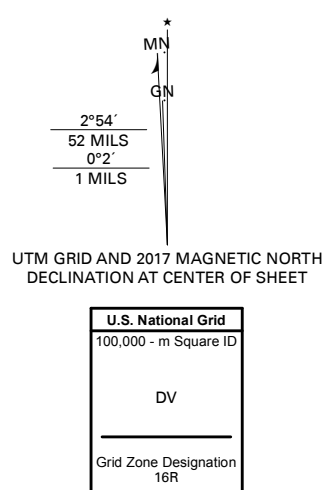 MN
GN
2°54´
52 MILS
0°2´
1 MILS
UTM GRID AND 2017 MAGNETIC NORTH
DECLINATION AT CENTER OF SHEET
U.S. National Grid
100,000 - m Square ID
DV
Grid Zone Designation
16R